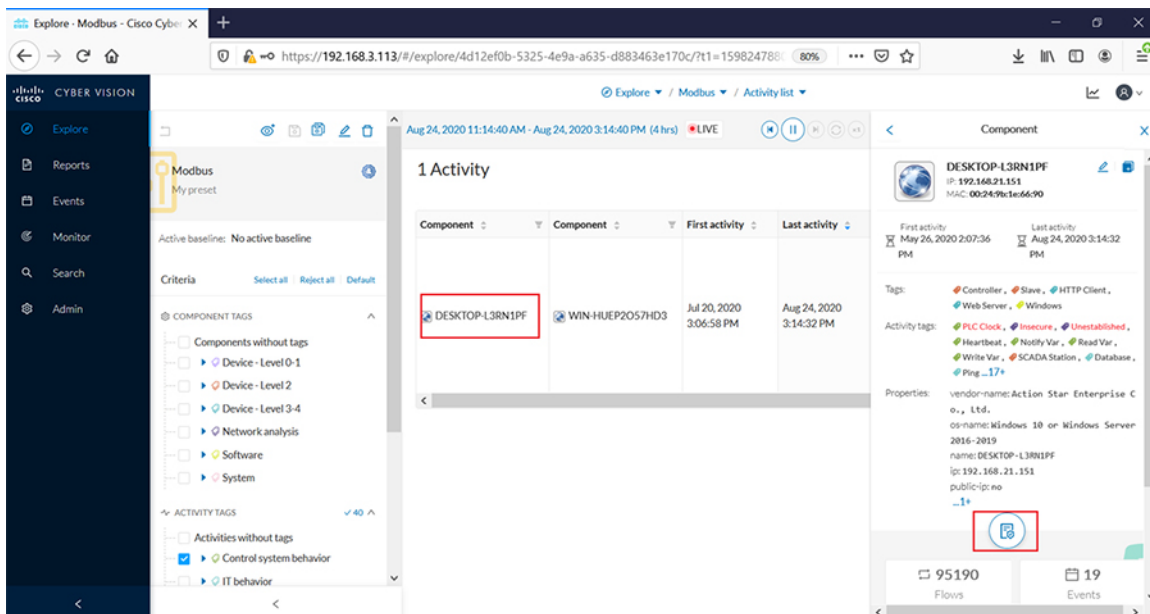 Explore - Modbus - Cisco Cyber
https://192.168.3.113/#/explore/4d12ef0b-5325-4e9a-a635-d883463e170c/?t1=159824788
80%
CISCO
CYBER VISION
Explore
Reports
Events
Monitor
Search
Admin
Explore / Modbus / Activity list
Modbus
My preset
Active baseline: No active baseline
Criteria
Select all
Reject all
Default
COMPONENT TAGS
Components without tags
Device - Level 0-1
Device - Level 2
Device - Level 3-4
Network analysis
Software
System
ACTIVITY TAGS
40
Activities without tags
Control system behavior
IT behavior
Aug 24, 2020 11:14:40 AM - Aug 24, 2020 3:14:40 PM (4 hrs)
LIVE
1 Activity
Component
Component
First activity
Last activity
DESKTOP-L3RN1PF
WIN-HUEP2O57HD3
Jul 20, 2020
3:06:58 PM
Aug 24, 2020
3:14:32 PM
Component
DESKTOP-L3RN1PF
IP: 192.168.21.151
MAC: 00:24:9b:1e:66:90
First activity
May 26, 2020 2:07:36
PM
Last activity
Aug 24, 2020 3:14:32
PM
Tags:
Controller, Slave, HTTP Client,
Web Server, Windows
Activity tags:
PLC Clock, Insecure, Unestablished,
Heartbeat, Notify Var, Read Var,
Write Var, SCADA Station, Database,
Ping ...17+
Properties:
vendor-name: Action Star Enterprise C
o., Ltd.
os-name: Windows 10 or Windows Server
2016-2019
name: DESKTOP-L3RN1PF
ip: 192.168.21.151
public-ip: no
...1+
95190
Flows
19
Events